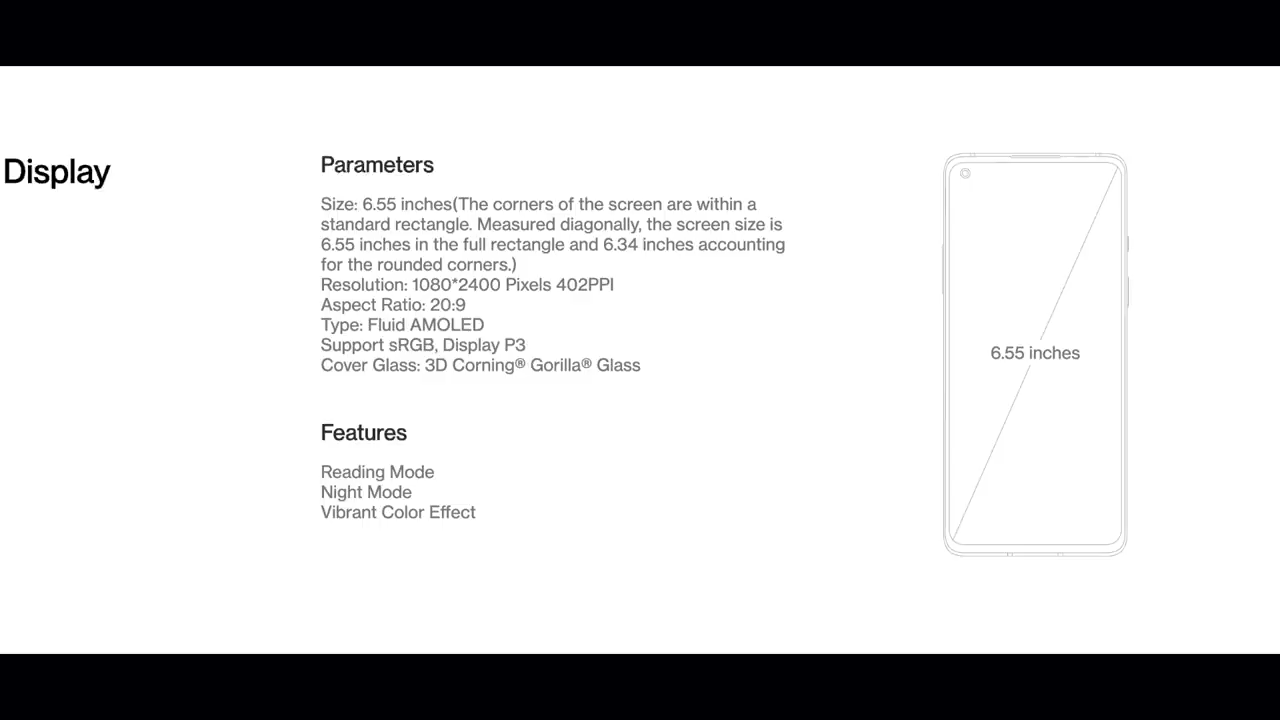 Display
Parameters
Size: 6.55 inches(The corners of the screen are within a
standard rectangle. Measured diagonally, the screen size is
6.55 inches in the full rectangle and 6.34 inches accounting
for the rounded corners.)
Resolution: 1080*2400 Pixels 402PPI
Aspect Ratio: 20:9
Type: Fluid AMOLED
Support sRGB, Display P3
Cover Glass: 3D Corning® Gorilla® Glass
Features
Reading Mode
Night Mode
Vibrant Color Effect
6.55 inches